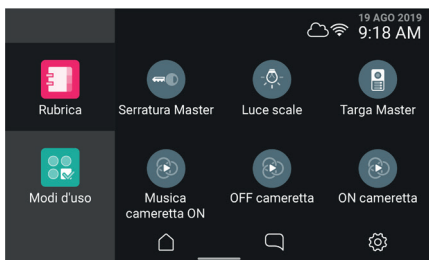 19 AGO 2019
9:18 AM
Rubrica
Serratura Master
Luce scale
Targa Master
Modi d'uso
Musica
cameretta ON
OFF cameretta
ON cameretta